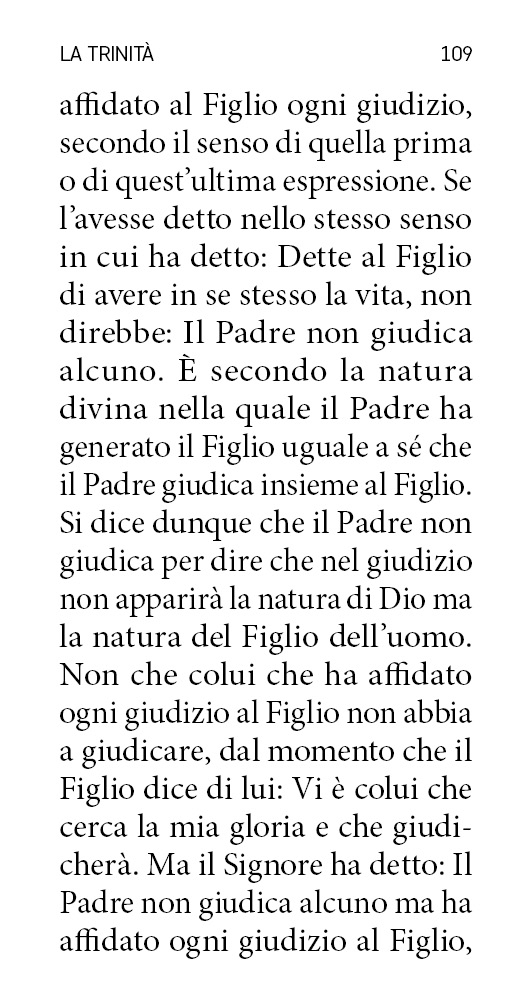 LA TRINITÀ 109
affidato al Figlio ogni giudizio,
secondo il senso di quella prima
o di quest’ultima espressione. Se
l’avesse detto nello stesso senso
in cui ha detto: Dette al Figlio
di avere in se stesso la vita, non
direbbe: Il Padre non giudica
alcuno. È secondo la natura
divina nella quale il Padre ha
generato il Figlio uguale a sé che
il Padre giudica insieme al Figlio.
Si dice dunque che il Padre non
giudica per dire che nel giudizio
non apparirà la natura di Dio ma
la natura del Figlio dell’uomo.
Non che colui che ha affidato
ogni giudizio al Figlio non abbia
a giudicare, dal momento che il
Figlio dice di lui: Vi è colui che
cerca la mia gloria e che giudi-
cherà. Ma il Signore ha detto: Il
Padre non giudica alcuno ma ha
affidato ogni giudizio al Figlio,